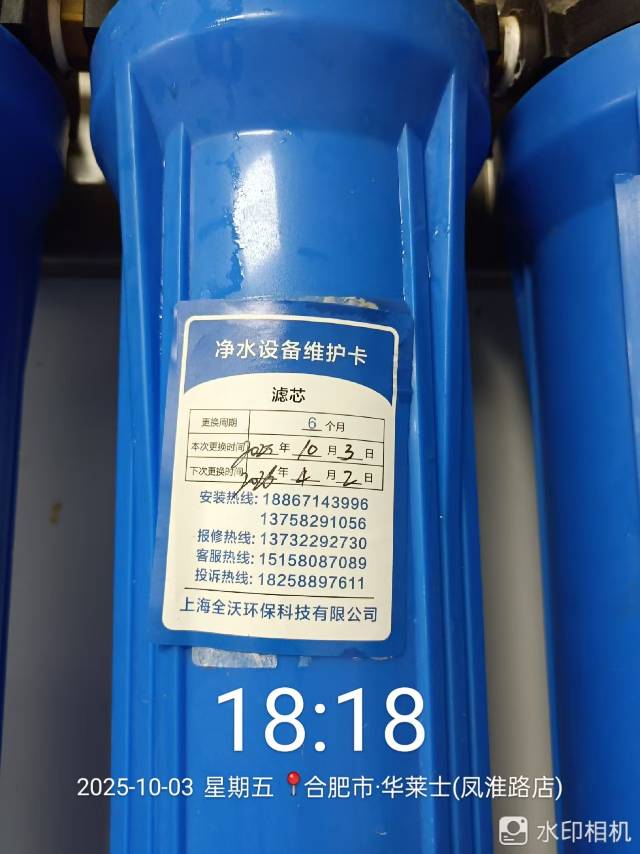 净水设备维护卡
滤芯
更换周期 6 个月
本次更换时间 2025 年 10 月 3 日
下次更换时间 2026 年 4 月 2 日
安装热线: 18867143996
13758291056
报修热线: 13732292730
客服热线: 15158087089
投诉热线: 18258897611
上海全沃环保科技有限公司
18:18
2025-10-03 星期五 合肥市·华莱士(凤淮路店)
水印相机